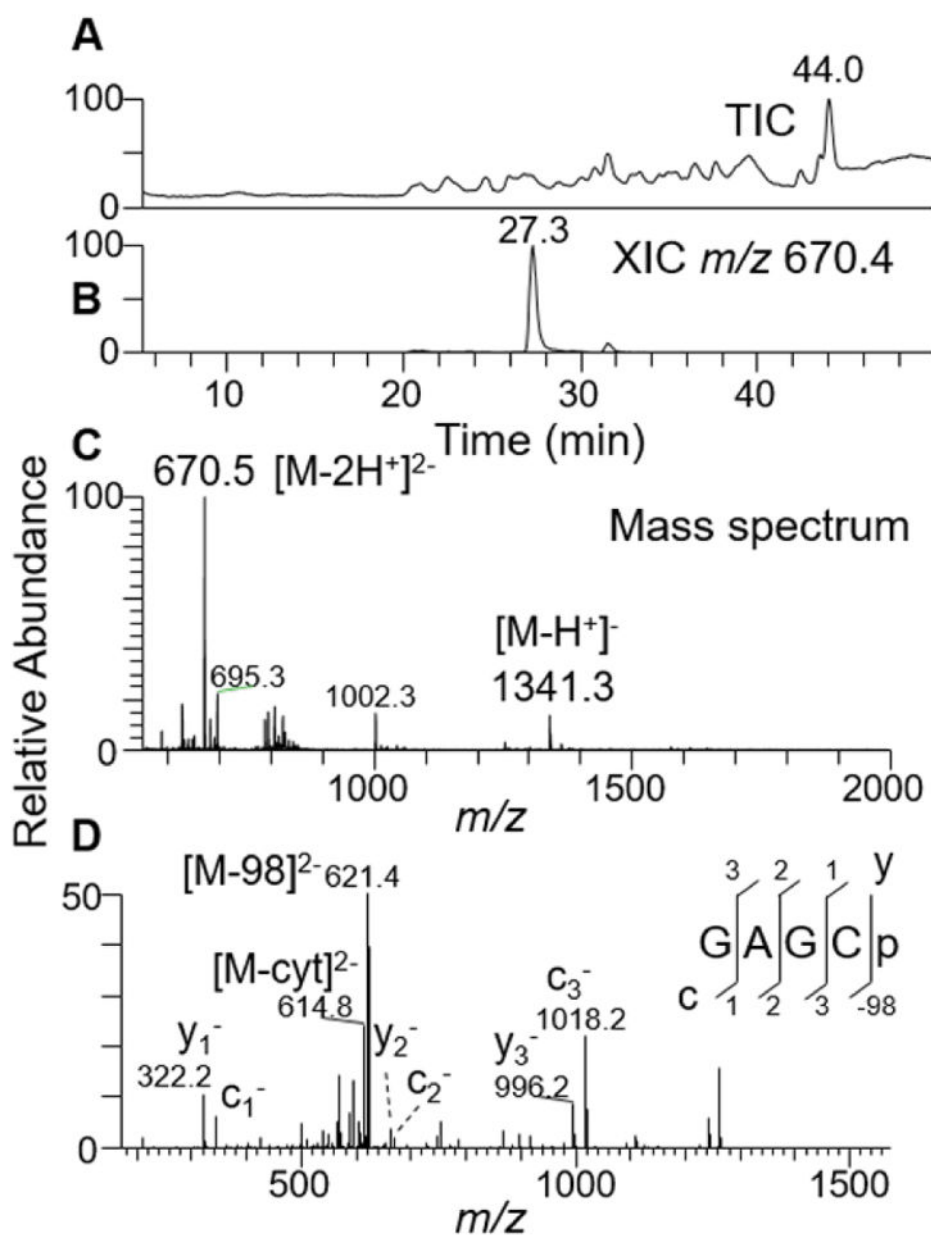 A
44.0
100
TIC
0
27.3
100
XIC m/z 670.4
B
0
10 20 30 40
Time (min)
C
670.5 [M-2H⁺]²⁻
100
Mass spectrum
[M-H⁺]⁻
695.3
1002.3
1341.3
0
1000 1500 2000
m/z
Relative Abundance
D
[M-98]²⁻ 621.4
50
3 2 1 y
GAGCp
c 1 2 3 -98
[M-cyt]²⁻
614.8
c₃⁻
1018.2
y₁⁻
y₂⁻
y₃⁻
322.2
c₁⁻
c₂⁻
996.2
0
500 1000 1500
m/z